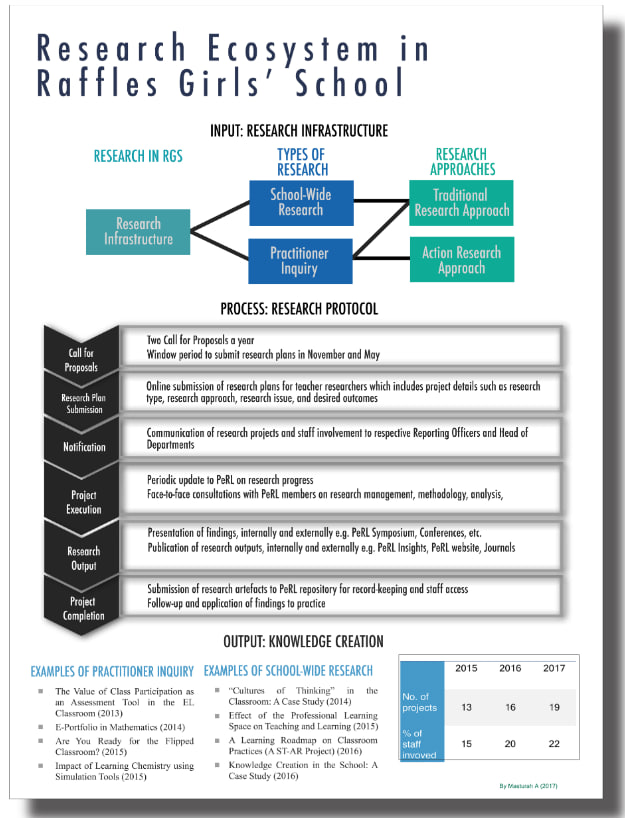 Research Ecosystem in
Raffles Girls' School
INPUT: RESEARCH INFRASTRUCTURE
RESEARCH IN RGS
TYPES OF
RESEARCH
RESEARCH
APPROACHES
Research
Infrastructure
School-Wide
Research
Practitioner
Inquiry
Traditional
Research Approach
Action Research
Approach
PROCESS: RESEARCH PROTOCOL
Call for
Proposals
Two Call for Proposals a year
Window period to submit research plans in November and May
Research Plan
Submission
Online submission of research plans for teacher researchers which includes project details such as research
type, research approach, research issue, and desired outcomes
Notification
Communication of research projects and staff involvement to respective Reporting Officers and Head of
Departments
Project
Execution
Periodic update to PeRL on research progress
Face-to-face consultations with PeRL members on research management, methodology, analysis,
Research
Output
Presentation of findings, internally and externally e.g. PeRL Symposium, Conferences, etc.
Publication of research outputs, internally and externally e.g. PeRL Insights, PeRL website, Journals
Project
Completion
Submission of research artefacts to PeRL repository for record-keeping and staff access
Follow-up and application of findings to practice
OUTPUT: KNOWLEDGE CREATION
EXAMPLES OF PRACTITIONER INQUIRY
The Value of Class Participation as
an Assessment Tool in the EL
Classroom (2013)
E-Portfolio in Mathematics (2014)
Are You Ready for the Flipped
Classroom? (2015)
Impact of Learning Chemistry using
Simulation Tools (2015)
EXAMPLES OF SCHOOL-WIDE RESEARCH
"Cultures of Thinking" in the
Classroom: A Case Study (2014)
Effect of the Professional Learning
Space on Teaching and Learning (2015)
A Learning Roadmap on Classroom
Practices (A ST-AR Project) (2016)
Knowledge Creation in the School: A
Case Study (2016)
2015 2016 2017
No. of
projects
13 16 19
% of
staff
invoved
15 20 22
By Masturah A (2017)